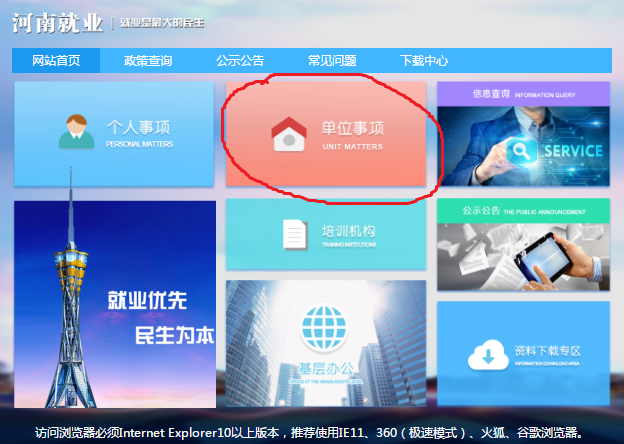 河南就业 | 就业是最大的民生
网站首页 政策查询 公示公告 常见问题 下载中心
个人事项
PERSONAL MATTERS
单位事项
UNIT MATTERS
信息查询 INFORMATION QUERY
SERVICE
培训机构
TRAINING INSTITUTIONS
公示公告 THE PUBLIC ANNOUNCEMENT
就业优先
民生为本
基层办公
OFFICE AT THE GRASS-ROOTS LEVEL
资料下载专区
INFORMATION DOWNLOAD AREA
访问浏览器必须Internet Explorer10以上版本，推荐使用IE11、360（极速模式）、火狐、谷歌浏览器。